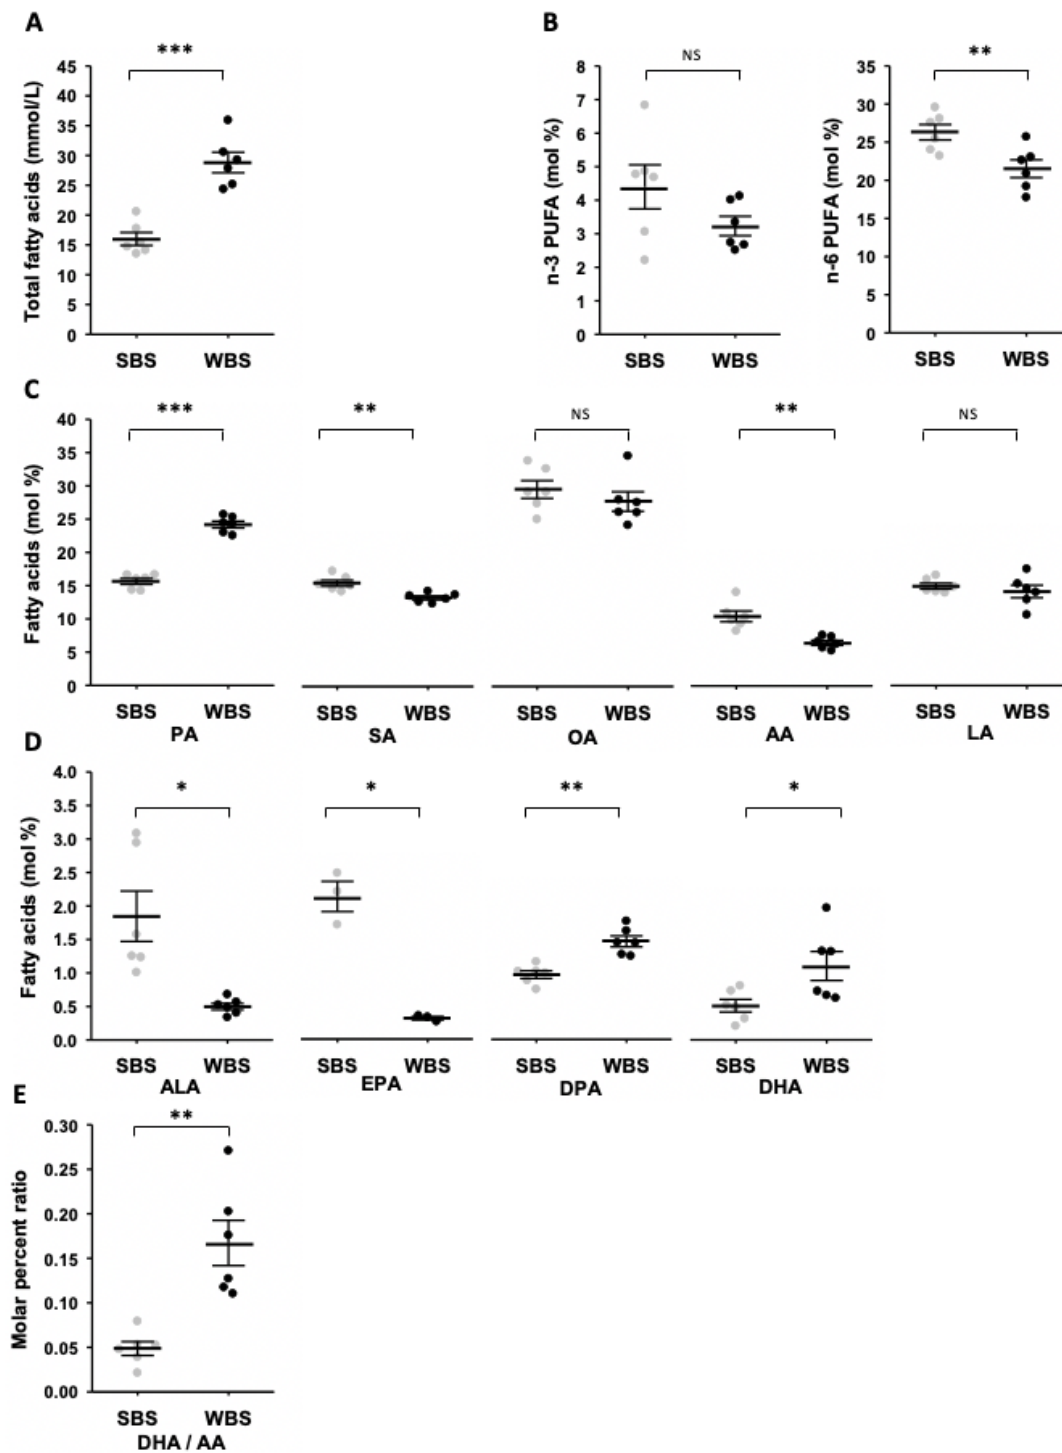 A
***
Total fatty acids (mmol/L)
45
40
35
30
25
20
15
10
5
0
SBS WBS
B
NS
n-3 PUFA (mol %)
8
7
6
5
4
3
2
1
0
SBS WBS
**
n-6 PUFA (mol %)
35
30
25
20
15
10
5
0
SBS WBS
C
*** ** NS ** NS
Fatty acids (mol %)
40
35
30
25
20
15
10
5
0
SBS WBS SBS WBS SBS WBS SBS WBS SBS WBS
PA SA OA AA LA
D
* * ** *
Fatty acids (mol %)
4.0
3.5
3.0
2.5
2.0
1.5
1.0
0.5
0.0
SBS WBS SBS WBS SBS WBS SBS WBS
ALA EPA DPA DHA
E
**
Molar percent ratio
0.30
0.25
0.20
0.15
0.10
0.05
0.00
SBS WBS
DHA / AA